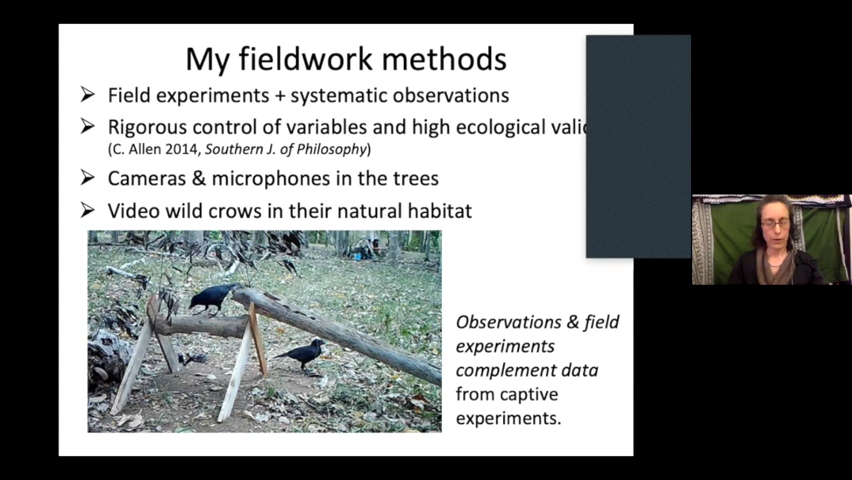 My fieldwork methods
Field experiments + systematic observations
Rigorous control of variables and high ecological
(C. Allen 2014, Southern J. of Philosophy)
Cameras & microphones in the trees
Video wild crows in their natural habitat
Observations & field
experiments
complement data
from captive
experiments.